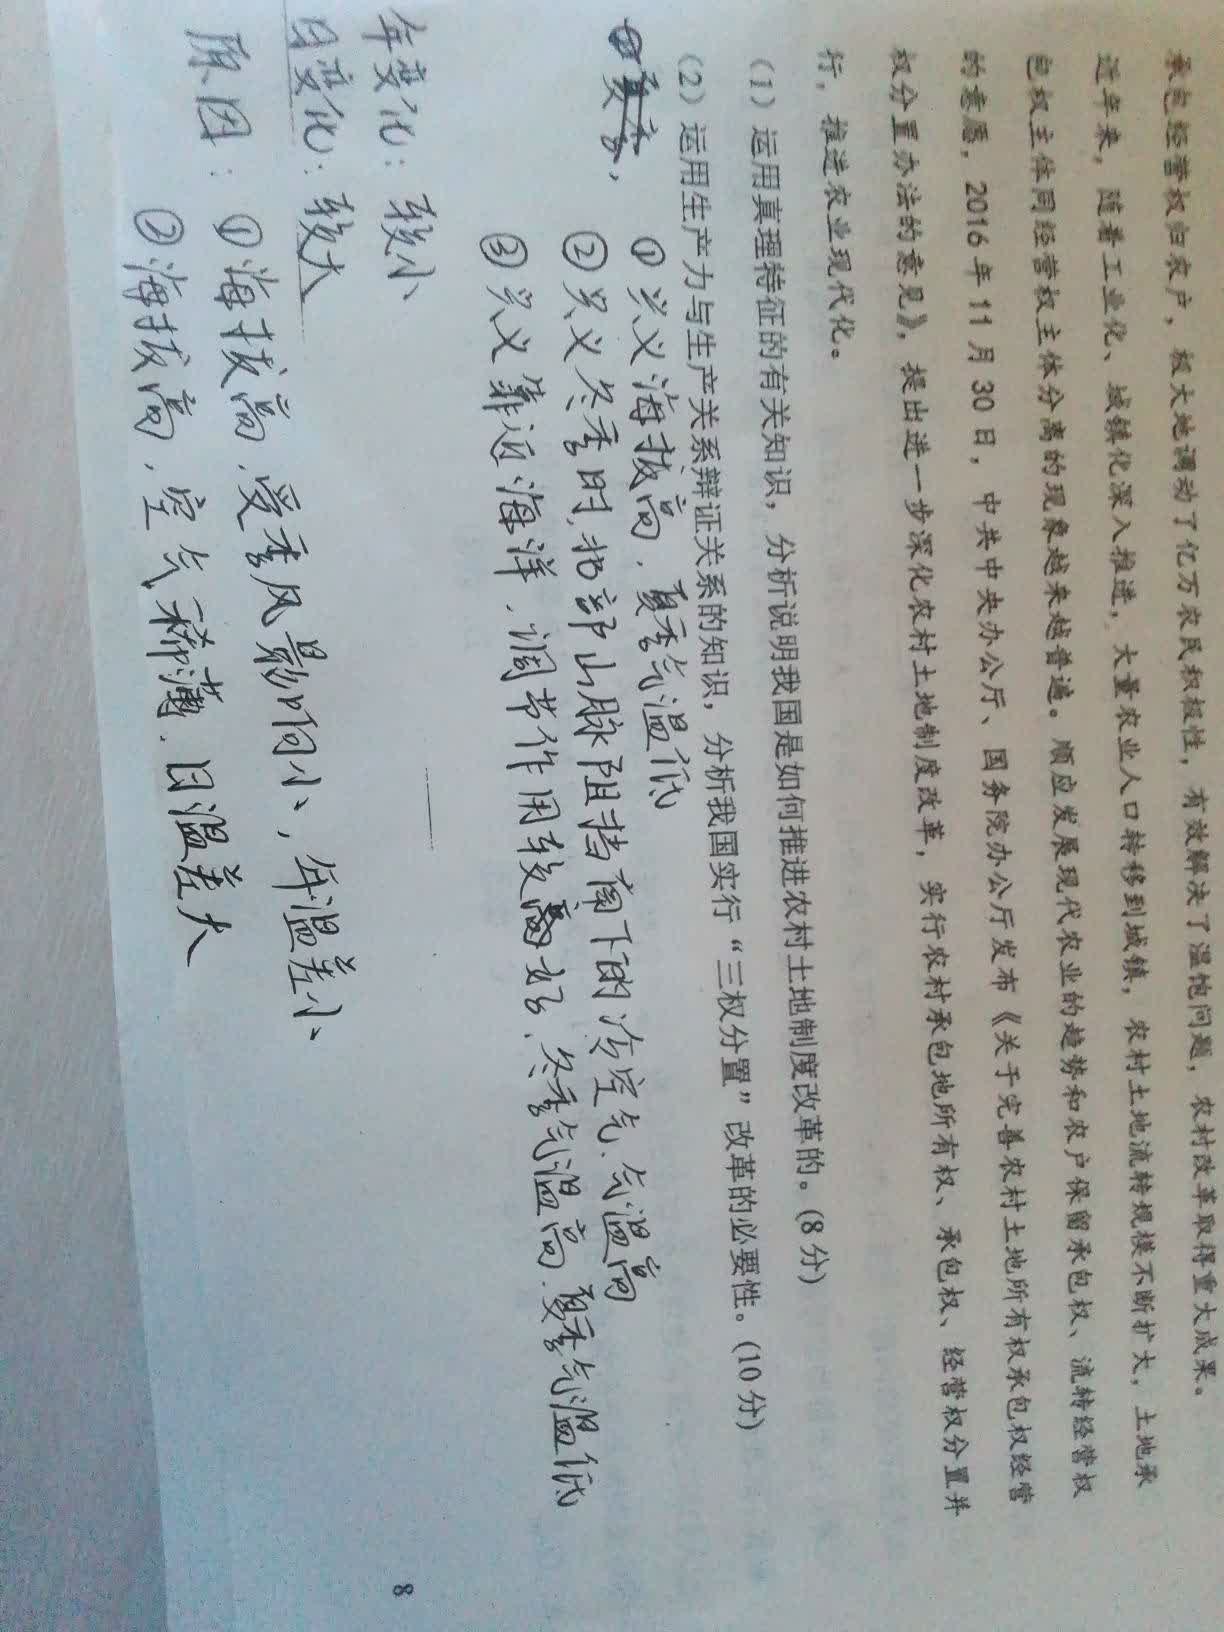 承包经营权归农户，极大地调动了亿万农民积极性，有效解决了温饱问题，农村改革取得重大成果。
近年来，随着工业化、城镇化深入推进，大量农业人口转移到城镇，农村土地流转规模不断扩大，土地承
包权主体同经营权主体分离的现象越来越普遍。顺应发展现代农业的趋势和农户保留承包权、流转经营权
的意愿，2016年11月30日，中共中央办公厅、国务院办公厅发布《关于完善农村土地所有权承包权经营
权分置办法的意见》，提出进一步深化农村土地制度改革，实行农村承包地所有权、承包权、经营权分置并
行，推进农业现代化。
（1）运用真理特征的有关知识，分析说明我国是如何推进农村土地制度改革的。（8分）
（2）运用生产力与生产关系辩证关系的知识，分析我国实行“三权分置”改革的必要性。（10分）
①兴义海拔高，夏季气温低
②兴义冬季时，北部山脉阻挡南下的冷空气，气温高
③兴义靠近海洋，调节作用较好，冬季气温高，夏季气温低
年变化：较小
日变化：较大
原因：①海拔高，受季风影响小，年温差小、
②海拔高，空气稀薄，日温差大
8